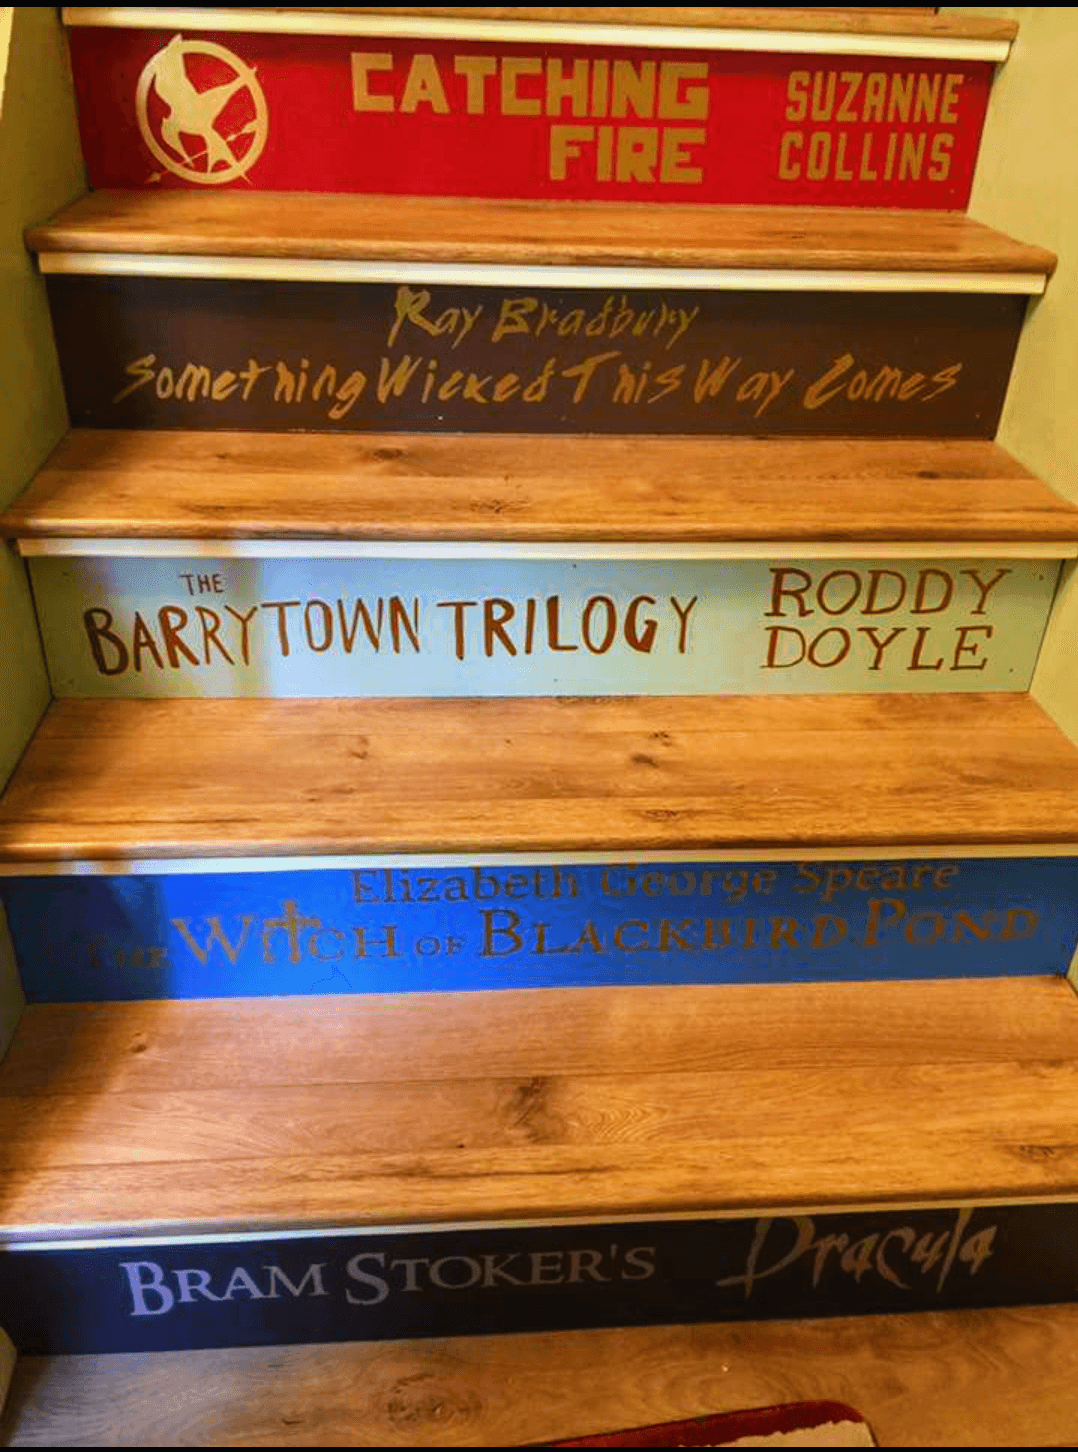 CATCHING
FIRE
SUZANNE
COLLINS
Ray Bradbury
Something Wicked This Way Comes
THE
BARRYTOWN TRILOGY
RODDY
DOYLE
Elizabeth George Speare
THE WITCH OF BLACKBIRD POND
BRAM STOKER'S Dracula